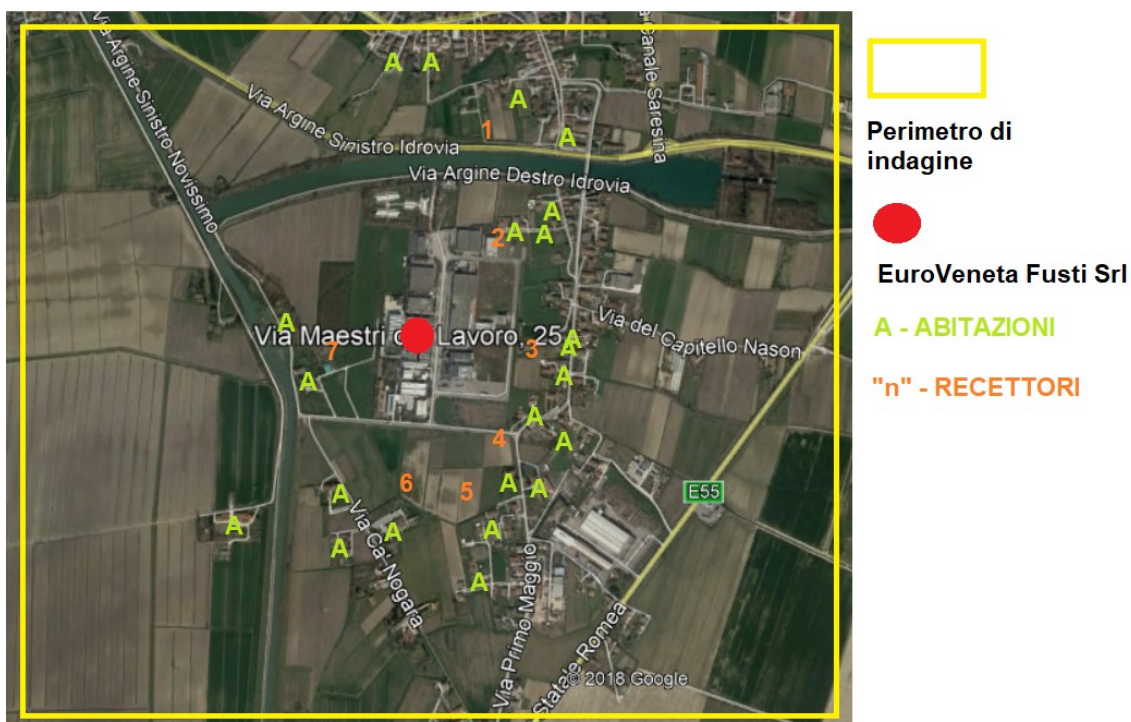 Via Argine Sinistro Novissimo
Via Argine Sinistro Idrovia
a Canale Saresina
A
A
A
1
A
Via Argine Destro Idrovia
A
2
A
A
A
Via Maestri d Lavoro, 25
7
3
A
A
Via del Capitello Nason
A
A
A
4
A
6
5
A
A
A
E55
A
A
A
A
Via Ca' Nogara
A
Via Primo Maggio
Statale Romea
© 2018 Google
Perimetro di
indagine
EuroVeneta Fusti Srl
A - ABITAZIONI
"n" - RECETTORI